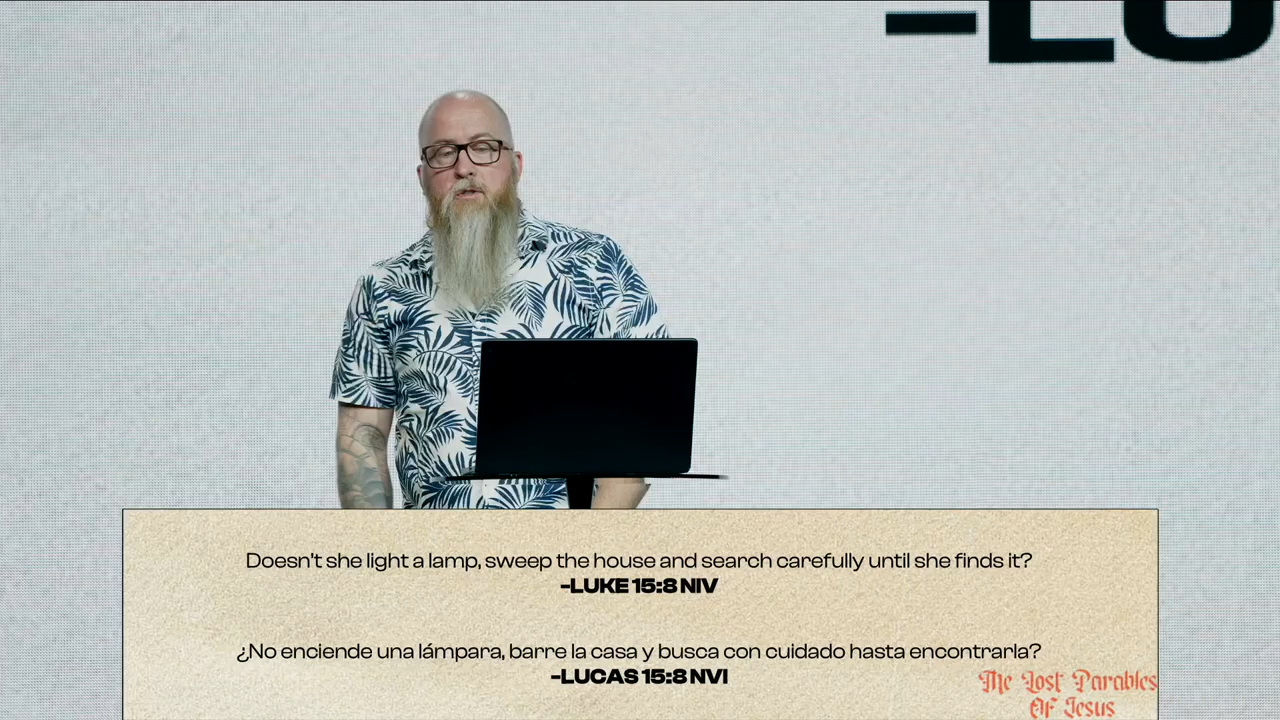 -LU
Doesn't she light a lamp, sweep the house and search carefully until she finds it?
-LUKE 15:8 NIV
¿No enciende una lámpara, barre la casa y busca con cuidado hasta encontrarla?
-LUCAS 15:8 NVI
The Lost Parables
Of Jesus